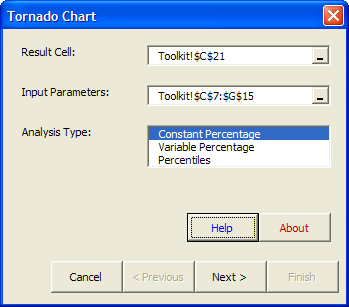 Tornado Chart
Result Cell: Toolkit!$C$21
Input Parameters: Toolkit!$C$7:$G$15
Analysis Type: Constant Percentage
Variable Percentage
Percentiles
Help About
Cancel < Previous Next > Finish